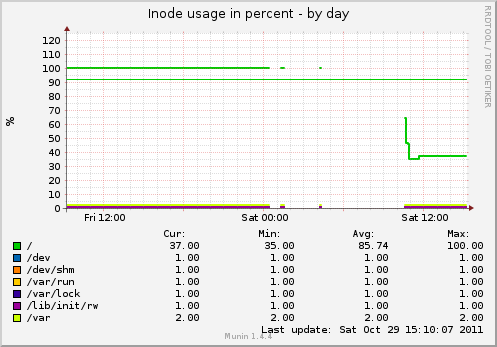 Inode usage in percent - by day
RRDTOOL / TOBI OETIKER
%
120
110
100
90
80
70
60
50
40
30
20
10
0
Fri 12:00 Sat 00:00 Sat 12:00
Cur: Min: Avg: Max:
/ 37.00 35.00 85.74 100.00
/dev 1.00 1.00 1.00 1.00
/dev/shm 1.00 1.00 1.00 1.00
/var/run 1.00 1.00 1.00 1.00
/var/lock 1.00 1.00 1.00 1.00
/lib/init/rw 1.00 1.00 1.00 1.00
/var 2.00 2.00 2.00 2.00
Last update: Sat Oct 29 15:10:07 2011
Munin 1.4.4